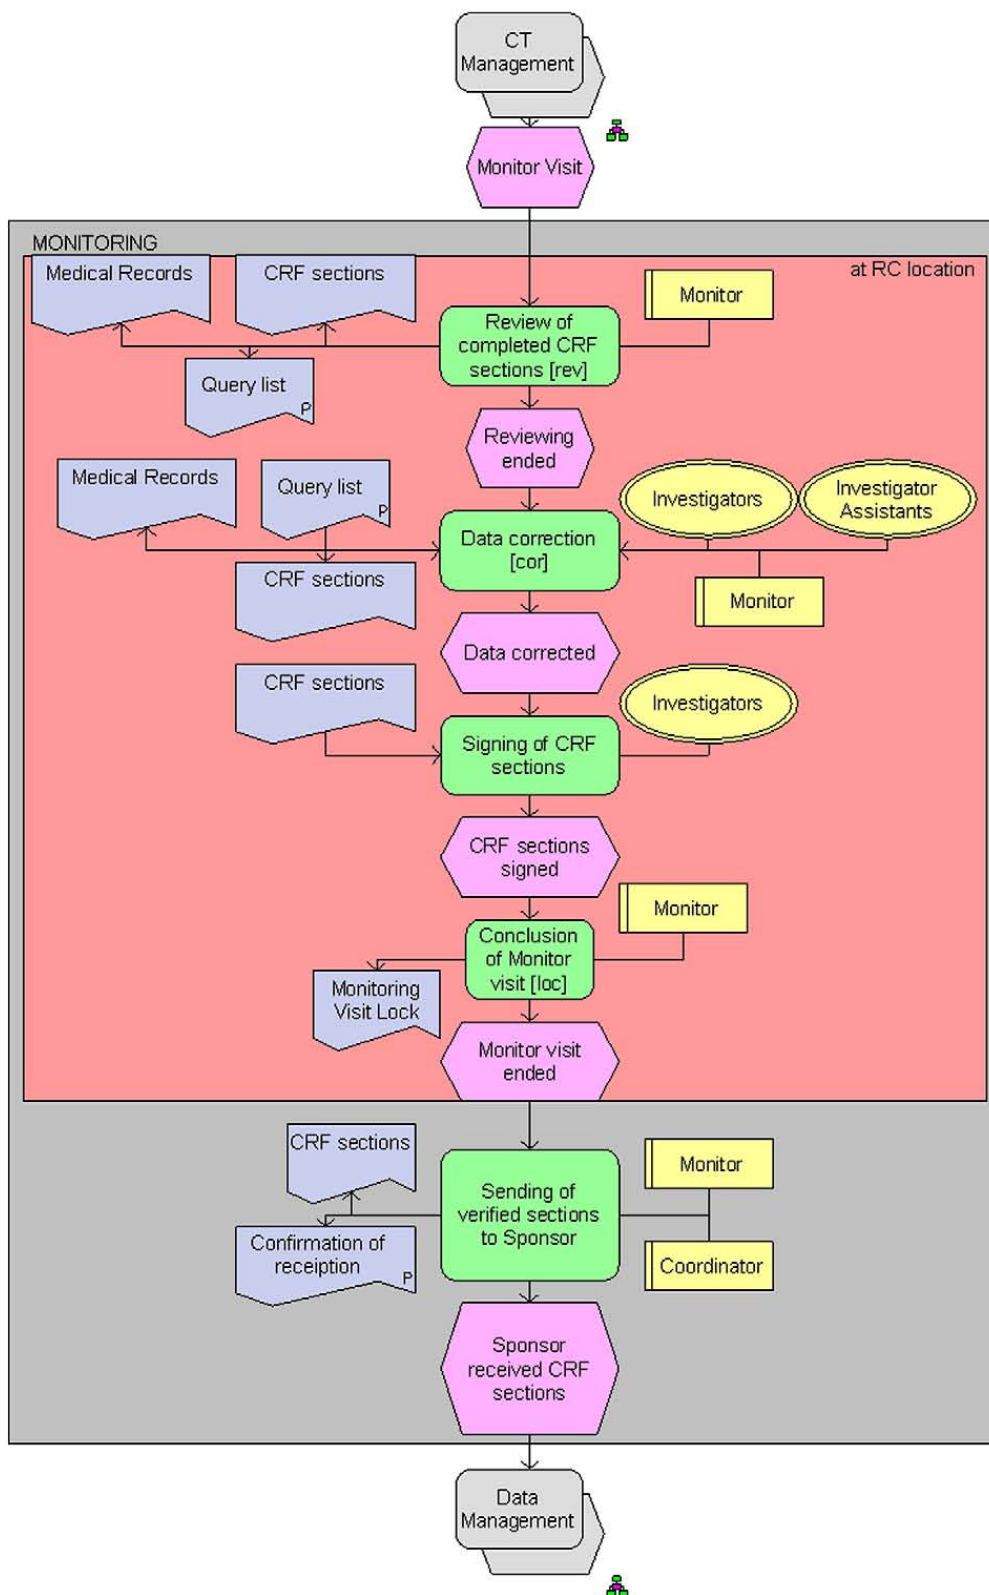 CT
Management
Monitor Visit
MONITORING
at RC location
Medical Records
CRF sections
Monitor
Review of
completed CRF
sections [rev]
Query list
P
Reviewing
ended
Medical Records
Query list
P
Investigators
Investigator
Assistants
Data correction
[cor]
CRF sections
Monitor
Data corrected
CRF sections
Investigators
Signing of CRF
sections
CRF sections
signed
Monitor
Conclusion
of Monitor
visit [loc]
Monitoring
Visit Lock
Monitor visit
ended
CRF sections
Monitor
Sending of
verified sections
to Sponsor
Confirmation of
receiption
P
Coordinator
Sponsor
received CRF
sections
Data
Management